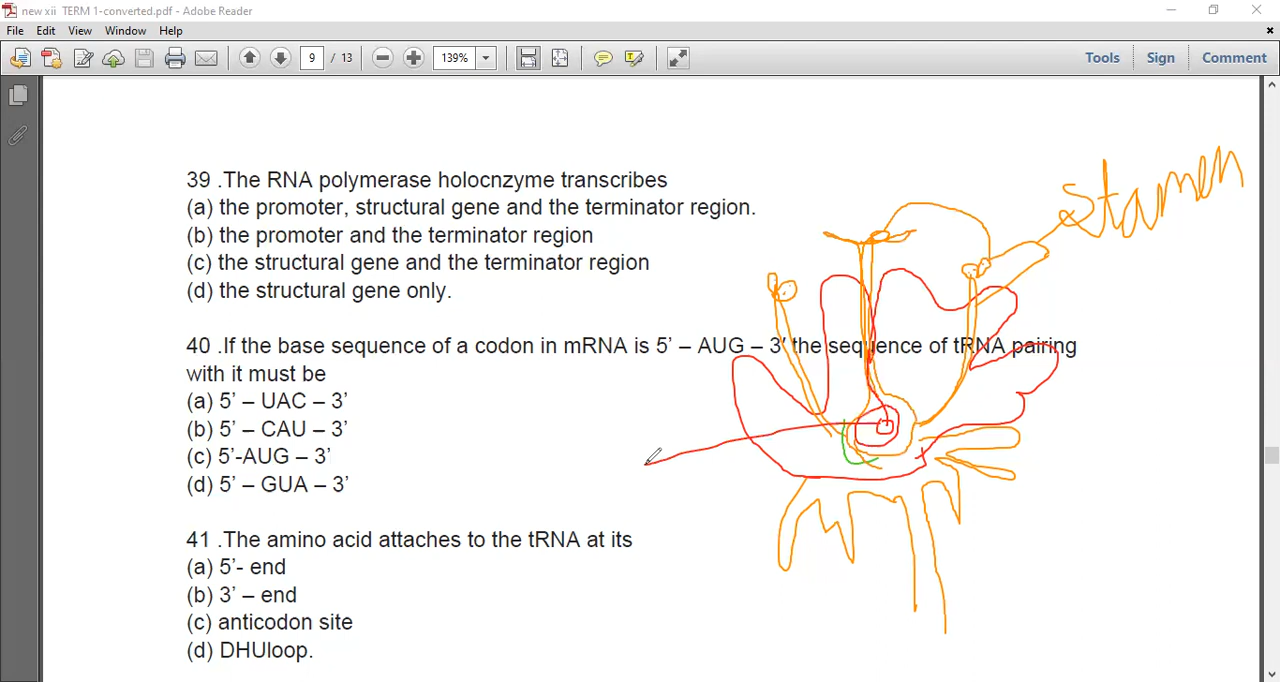 new xii TERM 1-converted.pdf - Adobe Reader
File Edit View Window Help
9 / 13 139% Tools Sign Comment
39 .The RNA polymerase holocnzyme transcribes
(a) the promoter, structural gene and the terminator region.
(b) the promoter and the terminator region
(c) the structural gene and the terminator region
(d) the structural gene only.
stamen
40 .If the base sequence of a codon in mRNA is 5’ – AUG – 3’ the sequence of tRNA pairing
with it must be
(a) 5’ – UAC – 3’
(b) 5’ – CAU – 3’
(c) 5’-AUG – 3’
(d) 5’ – GUA – 3’
41 .The amino acid attaches to the tRNA at its
(a) 5’- end
(b) 3’ – end
(c) anticodon site
(d) DHUloop.